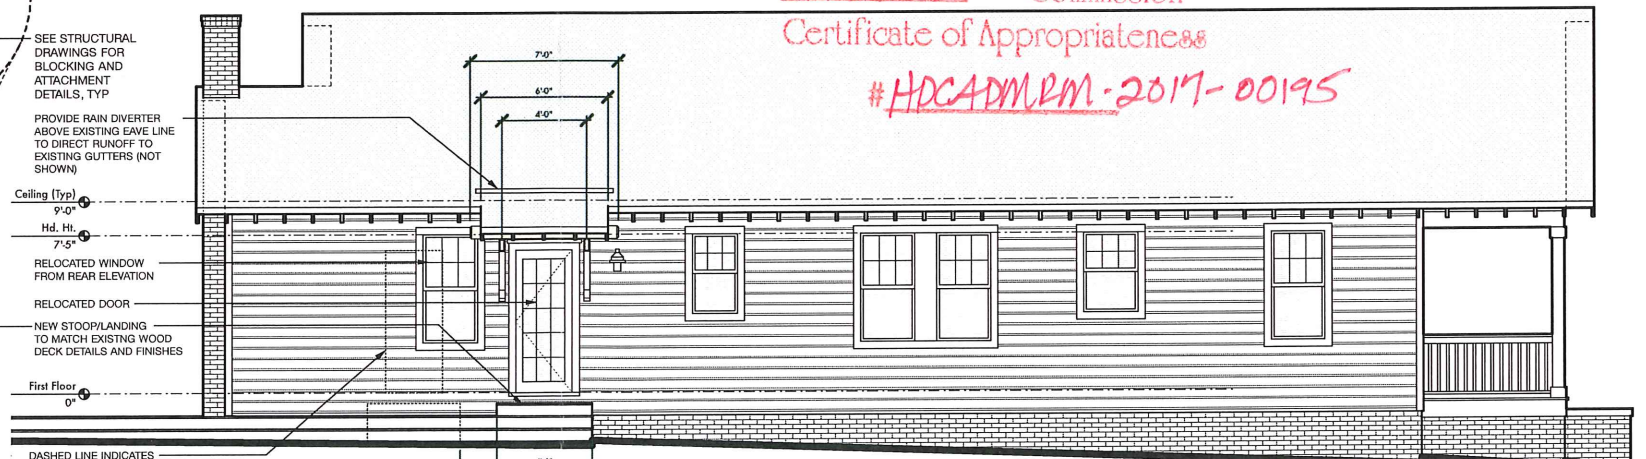 Certificate of Appropriateness
#HDCADMRM-2017-00195
SEE STRUCTURAL
DRAWINGS FOR
BLOCKING AND
ATTACHMENT
DETAILS, TYP
PROVIDE RAIN DIVERTER
ABOVE EXISTING EAVE LINE
TO DIRECT RUNOFF TO
EXISTING GUTTERS (NOT
SHOWN)
7'-0"
6'-0"
4'-0"
Ceiling (Typ)
9'-0"
Hd. Ht.
7'-5"
RELOCATED WINDOW
FROM REAR ELEVATION
RELOCATED DOOR
NEW STOOP/LANDING
TO MATCH EXISTNG WOOD
DECK DETAILS AND FINISHES
First Floor
0"
DASHED LINE INDICATES